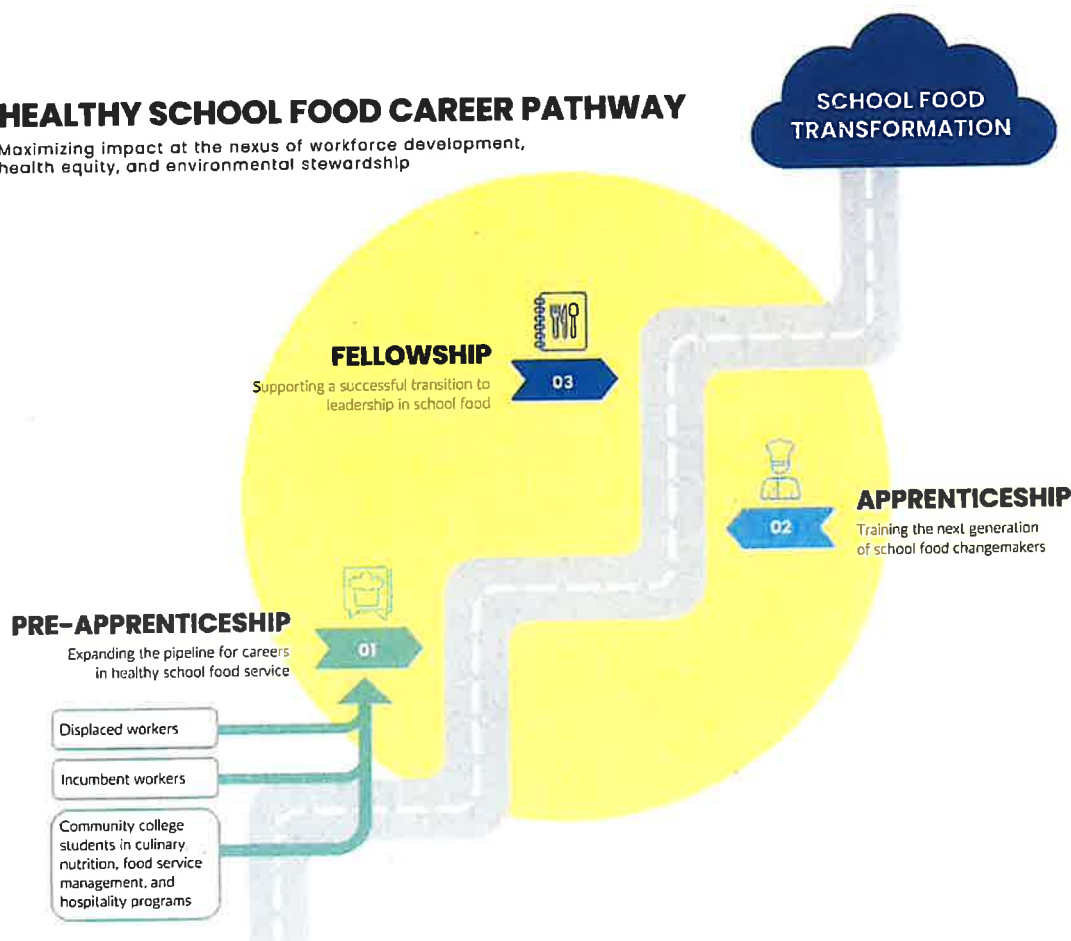 HEALTHY SCHOOL FOOD CAREER PATHWAY
Maximizing impact at the nexus of workforce development,
health equity, and environmental stewardship
SCHOOL FOOD
TRANSFORMATION
FELLOWSHIP
Supporting a successful transition to
leadership in school food
03
02
APPRENTICESHIP
Training the next generation
of school food changemakers
PRE-APPRENTICESHIP
Expanding the pipeline for careers
in healthy school food service
01
Displaced workers
Incumbent workers
Community college
students in culinary
nutrition, food service
management, and
hospitality programs